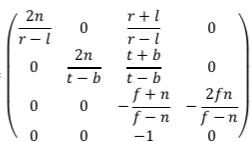 = ( 2n/(r − l) 0 (r + l)/(r − l) 0
0 2n/(t − b) (t + b)/(t − b) 0
0 0 −(f + n)/(f − n) −2fn/(f − n)
0 0 −1 0 )